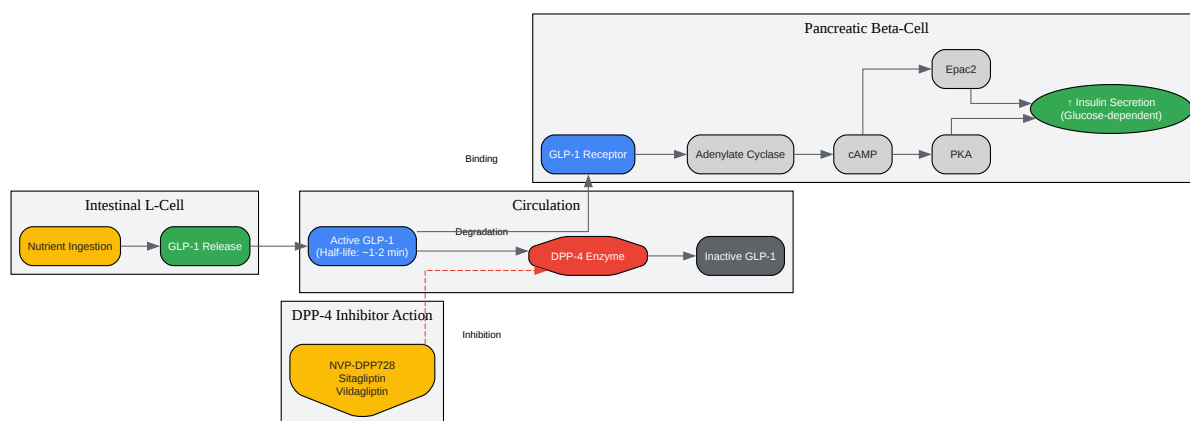 Pancreatic Beta-Cell
Epac2
↑ Insulin Secretion
(Glucose-dependent)
GLP-1 Receptor
Adenylate Cyclase
cAMP
PKA
Binding
Intestinal L-Cell
Nutrient Ingestion
GLP-1 Release
Circulation
Active GLP-1
(Half-life: ~1-2 min)
Degradation
DPP-4 Enzyme
Inactive GLP-1
DPP-4 Inhibitor Action
Inhibition
NVP-DPP728
Sitagliptin
Vildagliptin